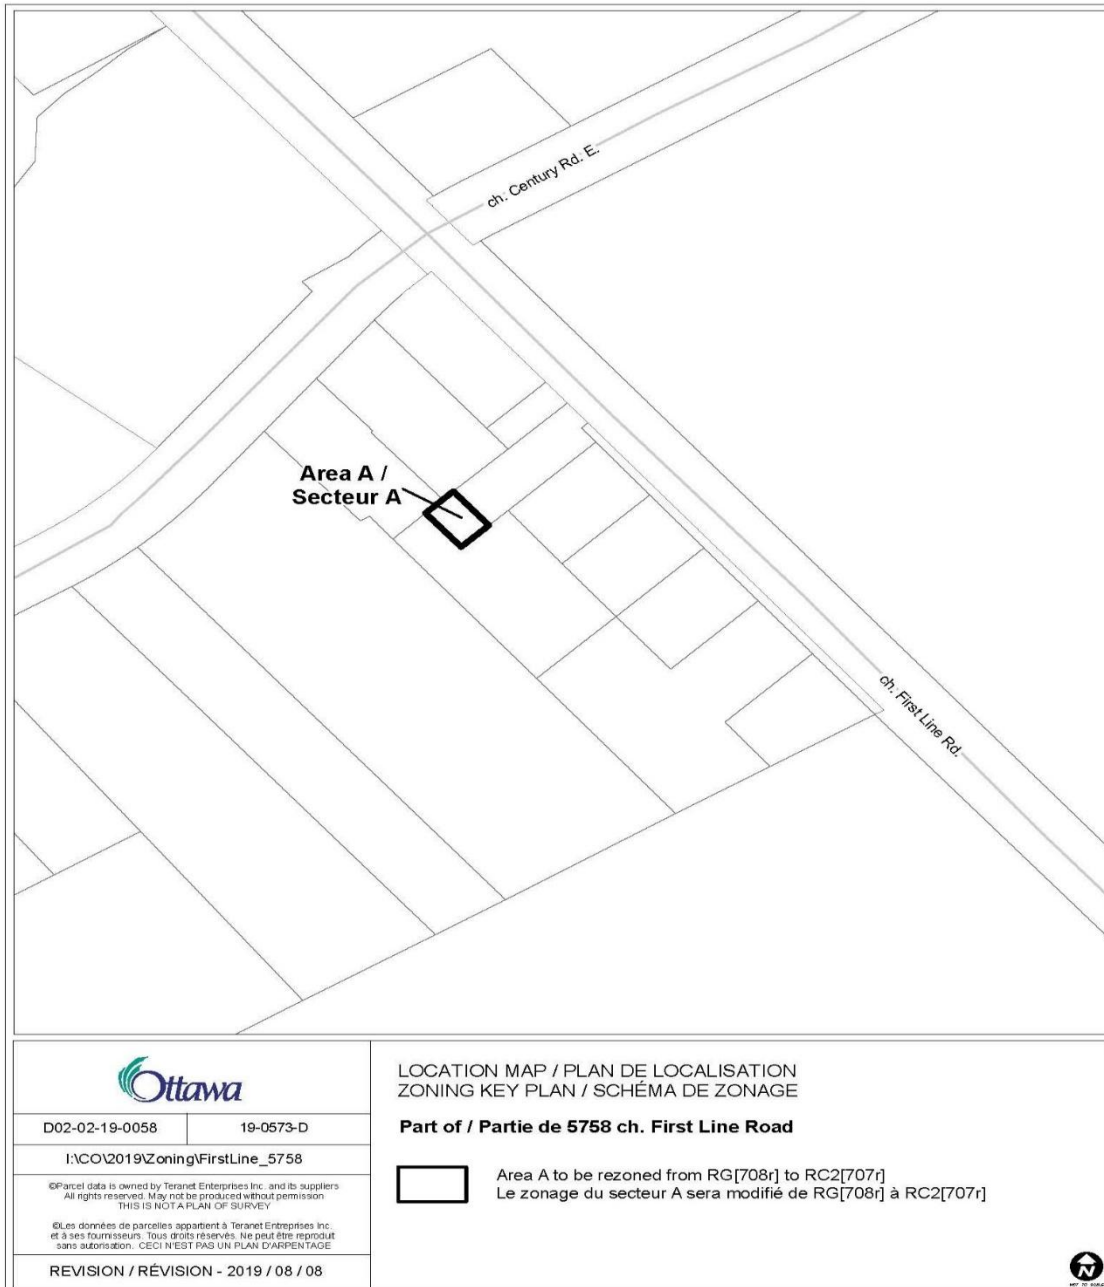 ch. Century Rd. E.
Area A /
Secteur A
ch. First Line Rd.
Ottawa
D02-02-19-0058
19-0573-D
I:\CO\2019\Zoning\FirstLine_5758
©Parcel data is owned by Teranet Enterprises Inc. and its suppliers
All rights reserved. May not be produced without permission
THIS IS NOT A PLAN OF SURVEY
©Les données de parcelles appartient à Teranet Entreprises Inc.
et à ses fournisseurs. Tous droits réservés. Ne peut être reproduit
sans autorisation. CECI N'EST PAS UN PLAN D'ARPENTAGE
REVISION / RÉVISION - 2019 / 08 / 08
LOCATION MAP / PLAN DE LOCALISATION
ZONING KEY PLAN / SCHÉMA DE ZONAGE
Part of / Partie de 5758 ch. First Line Road
Area A to be rezoned from RG[708r] to RC2[707r]
Le zonage du secteur A sera modifié de RG[708r] à RC2[707r]
N
NOT TO SCALE